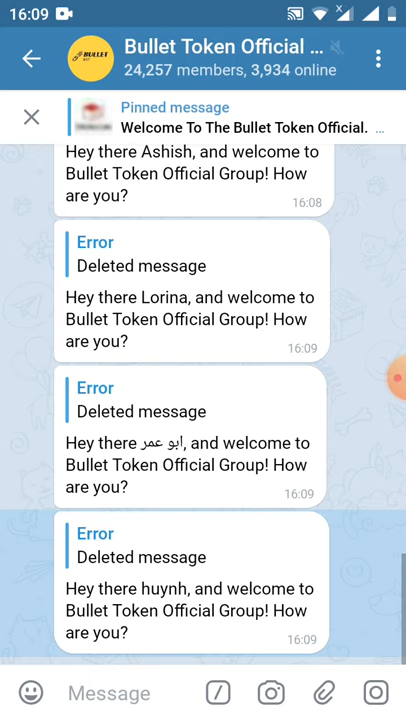 16:09
Bullet Token Official ...
24,257 members, 3,934 online
Pinned message
Welcome To The Bullet Token Official. ...
Hey there Ashish, and welcome to
Bullet Token Official Group! How
are you?
16:08
Error
Deleted message
Hey there Lorina, and welcome to
Bullet Token Official Group! How
are you?
16:09
Error
Deleted message
Hey there ابو عمر, and welcome to
Bullet Token Official Group! How
are you?
16:09
Error
Deleted message
Hey there huynh, and welcome to
Bullet Token Official Group! How
are you?
16:09
Message